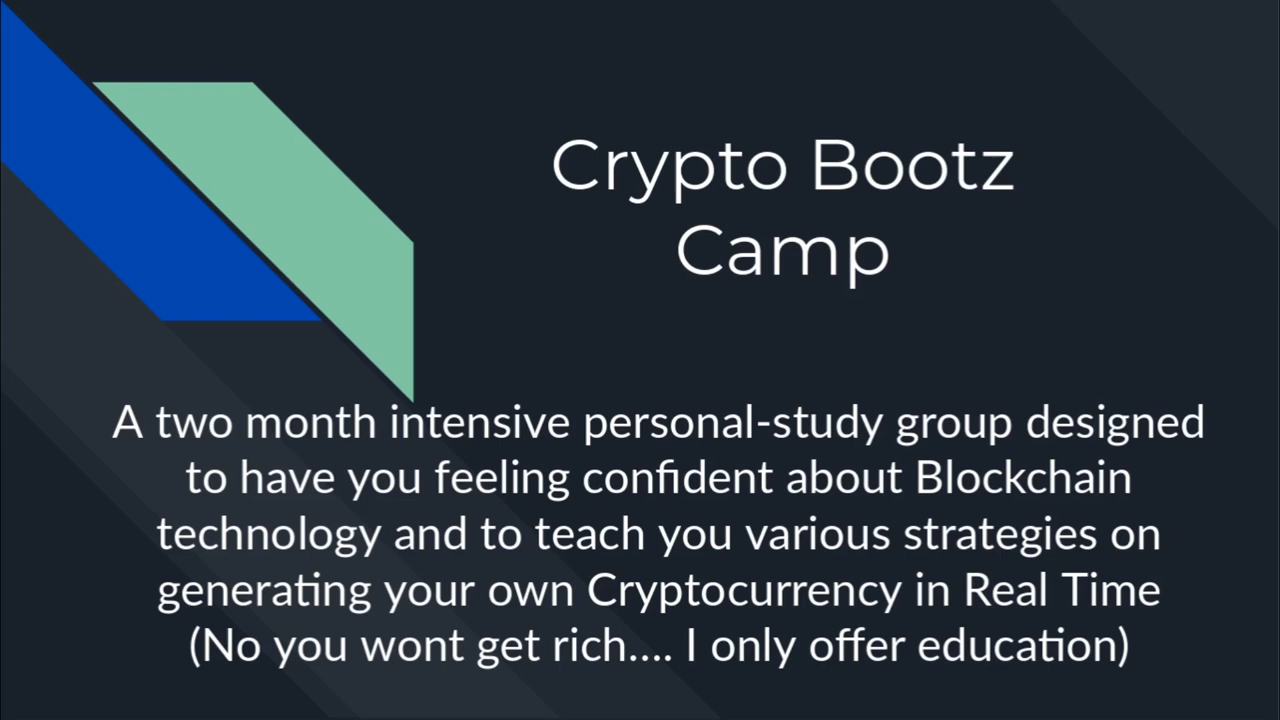 Crypto Bootz
Camp
A two month intensive personal-study group designed
to have you feeling confident about Blockchain
technology and to teach you various strategies on
generating your own Cryptocurrency in Real Time
(No you wont get rich.... I only offer education)